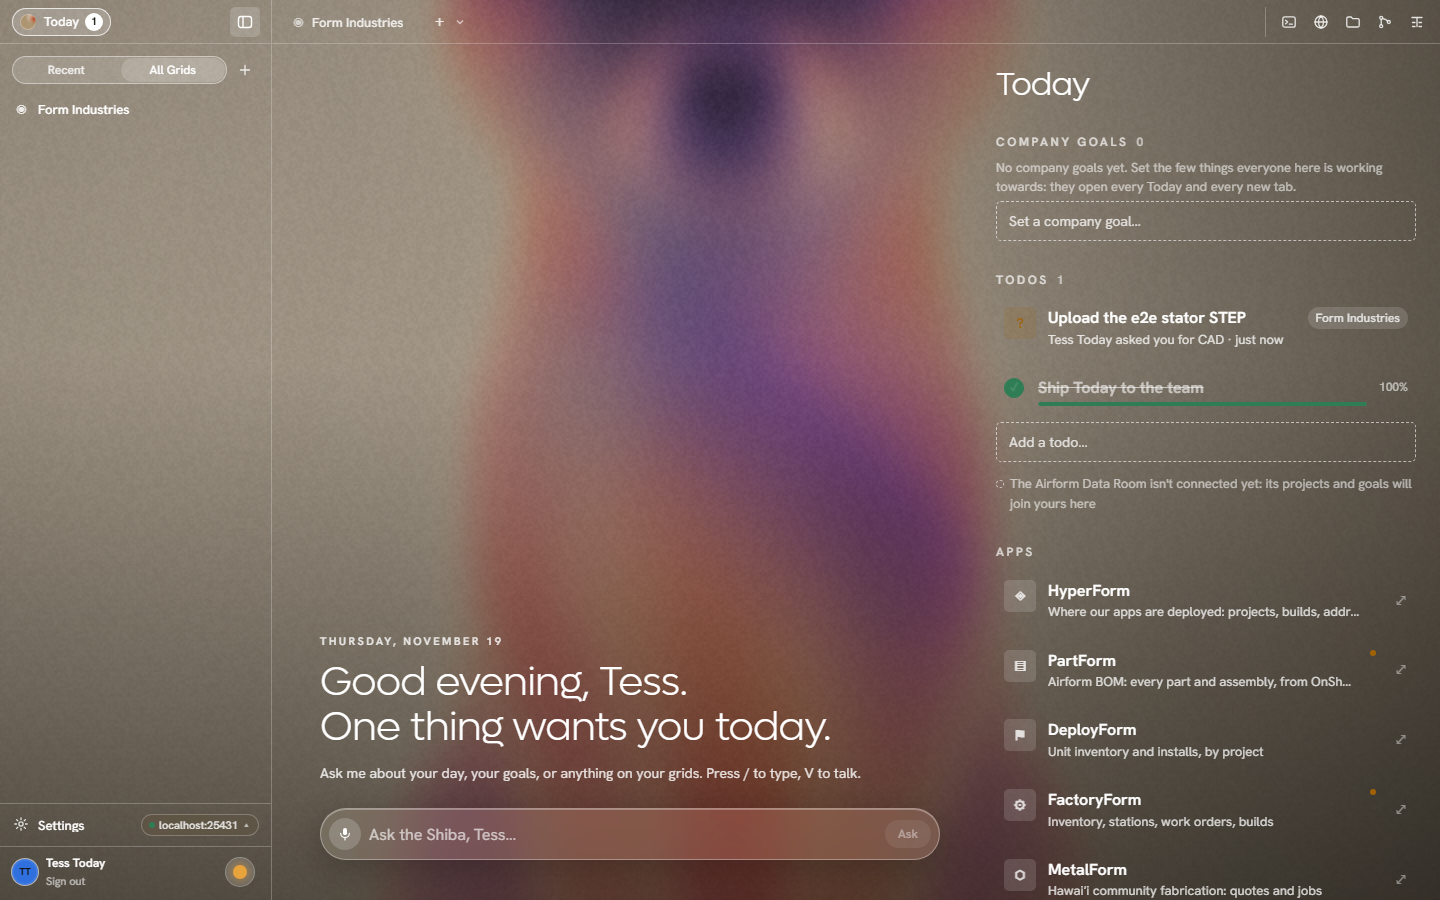 Today 1
Form Industries
Recent
All Grids
Form Industries
THURSDAY, NOVEMBER 19
Good evening, Tess.
One thing wants you today.
Ask me about your day, your goals, or anything on your grids. Press / to type, V to talk.
Ask the Shiba, Tess...
Ask
Today
COMPANY GOALS 0
No company goals yet. Set the few things everyone here is working
towards: they open every Today and every new tab.
Set a company goal...
TODOS 1
?
Upload the e2e stator STEP
Form Industries
Tess Today asked you for CAD · just now
Ship Today to the team
100%
Add a todo...
The Airform Data Room isn't connected yet: its projects and goals will
join yours here
APPS
HyperForm
Where our apps are deployed: projects, builds, addr...
PartForm
Airform BOM: every part and assembly, from OnSh...
DeployForm
Unit inventory and installs, by project
FactoryForm
Inventory, stations, work orders, builds
MetalForm
Hawaiʻi community fabrication: quotes and jobs
Settings
localhost:25431
TT
Tess Today
Sign out